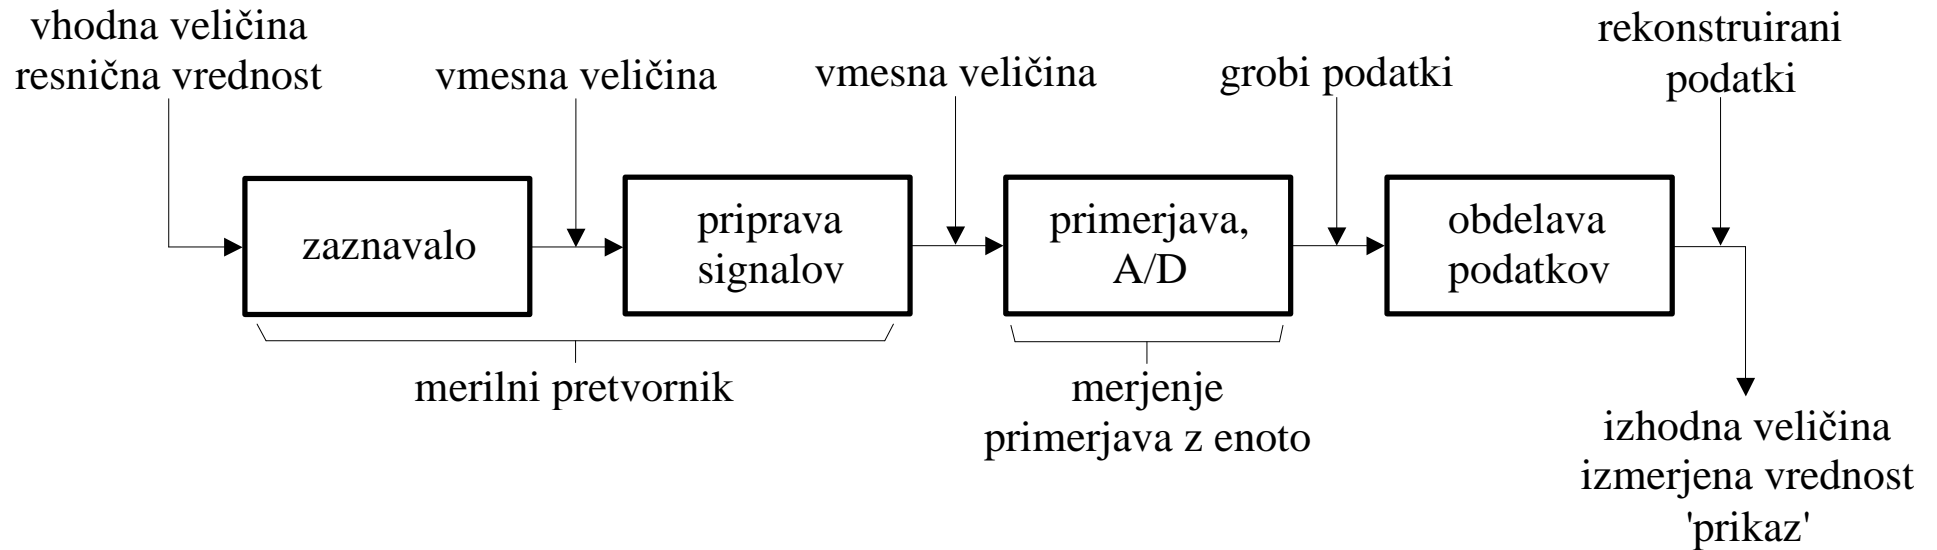 vhodna veličina
resnična vrednost
vmesna veličina
vmesna veličina
grobi podatki
rekonstruirani
podatki
zaznavalo
priprava
signalov
primerjava,
A/D
obdelava
podatkov
merilni pretvornik
merjenje
primerjava z enoto
izhodna veličina
izmerjena vrednost
'prikaz'